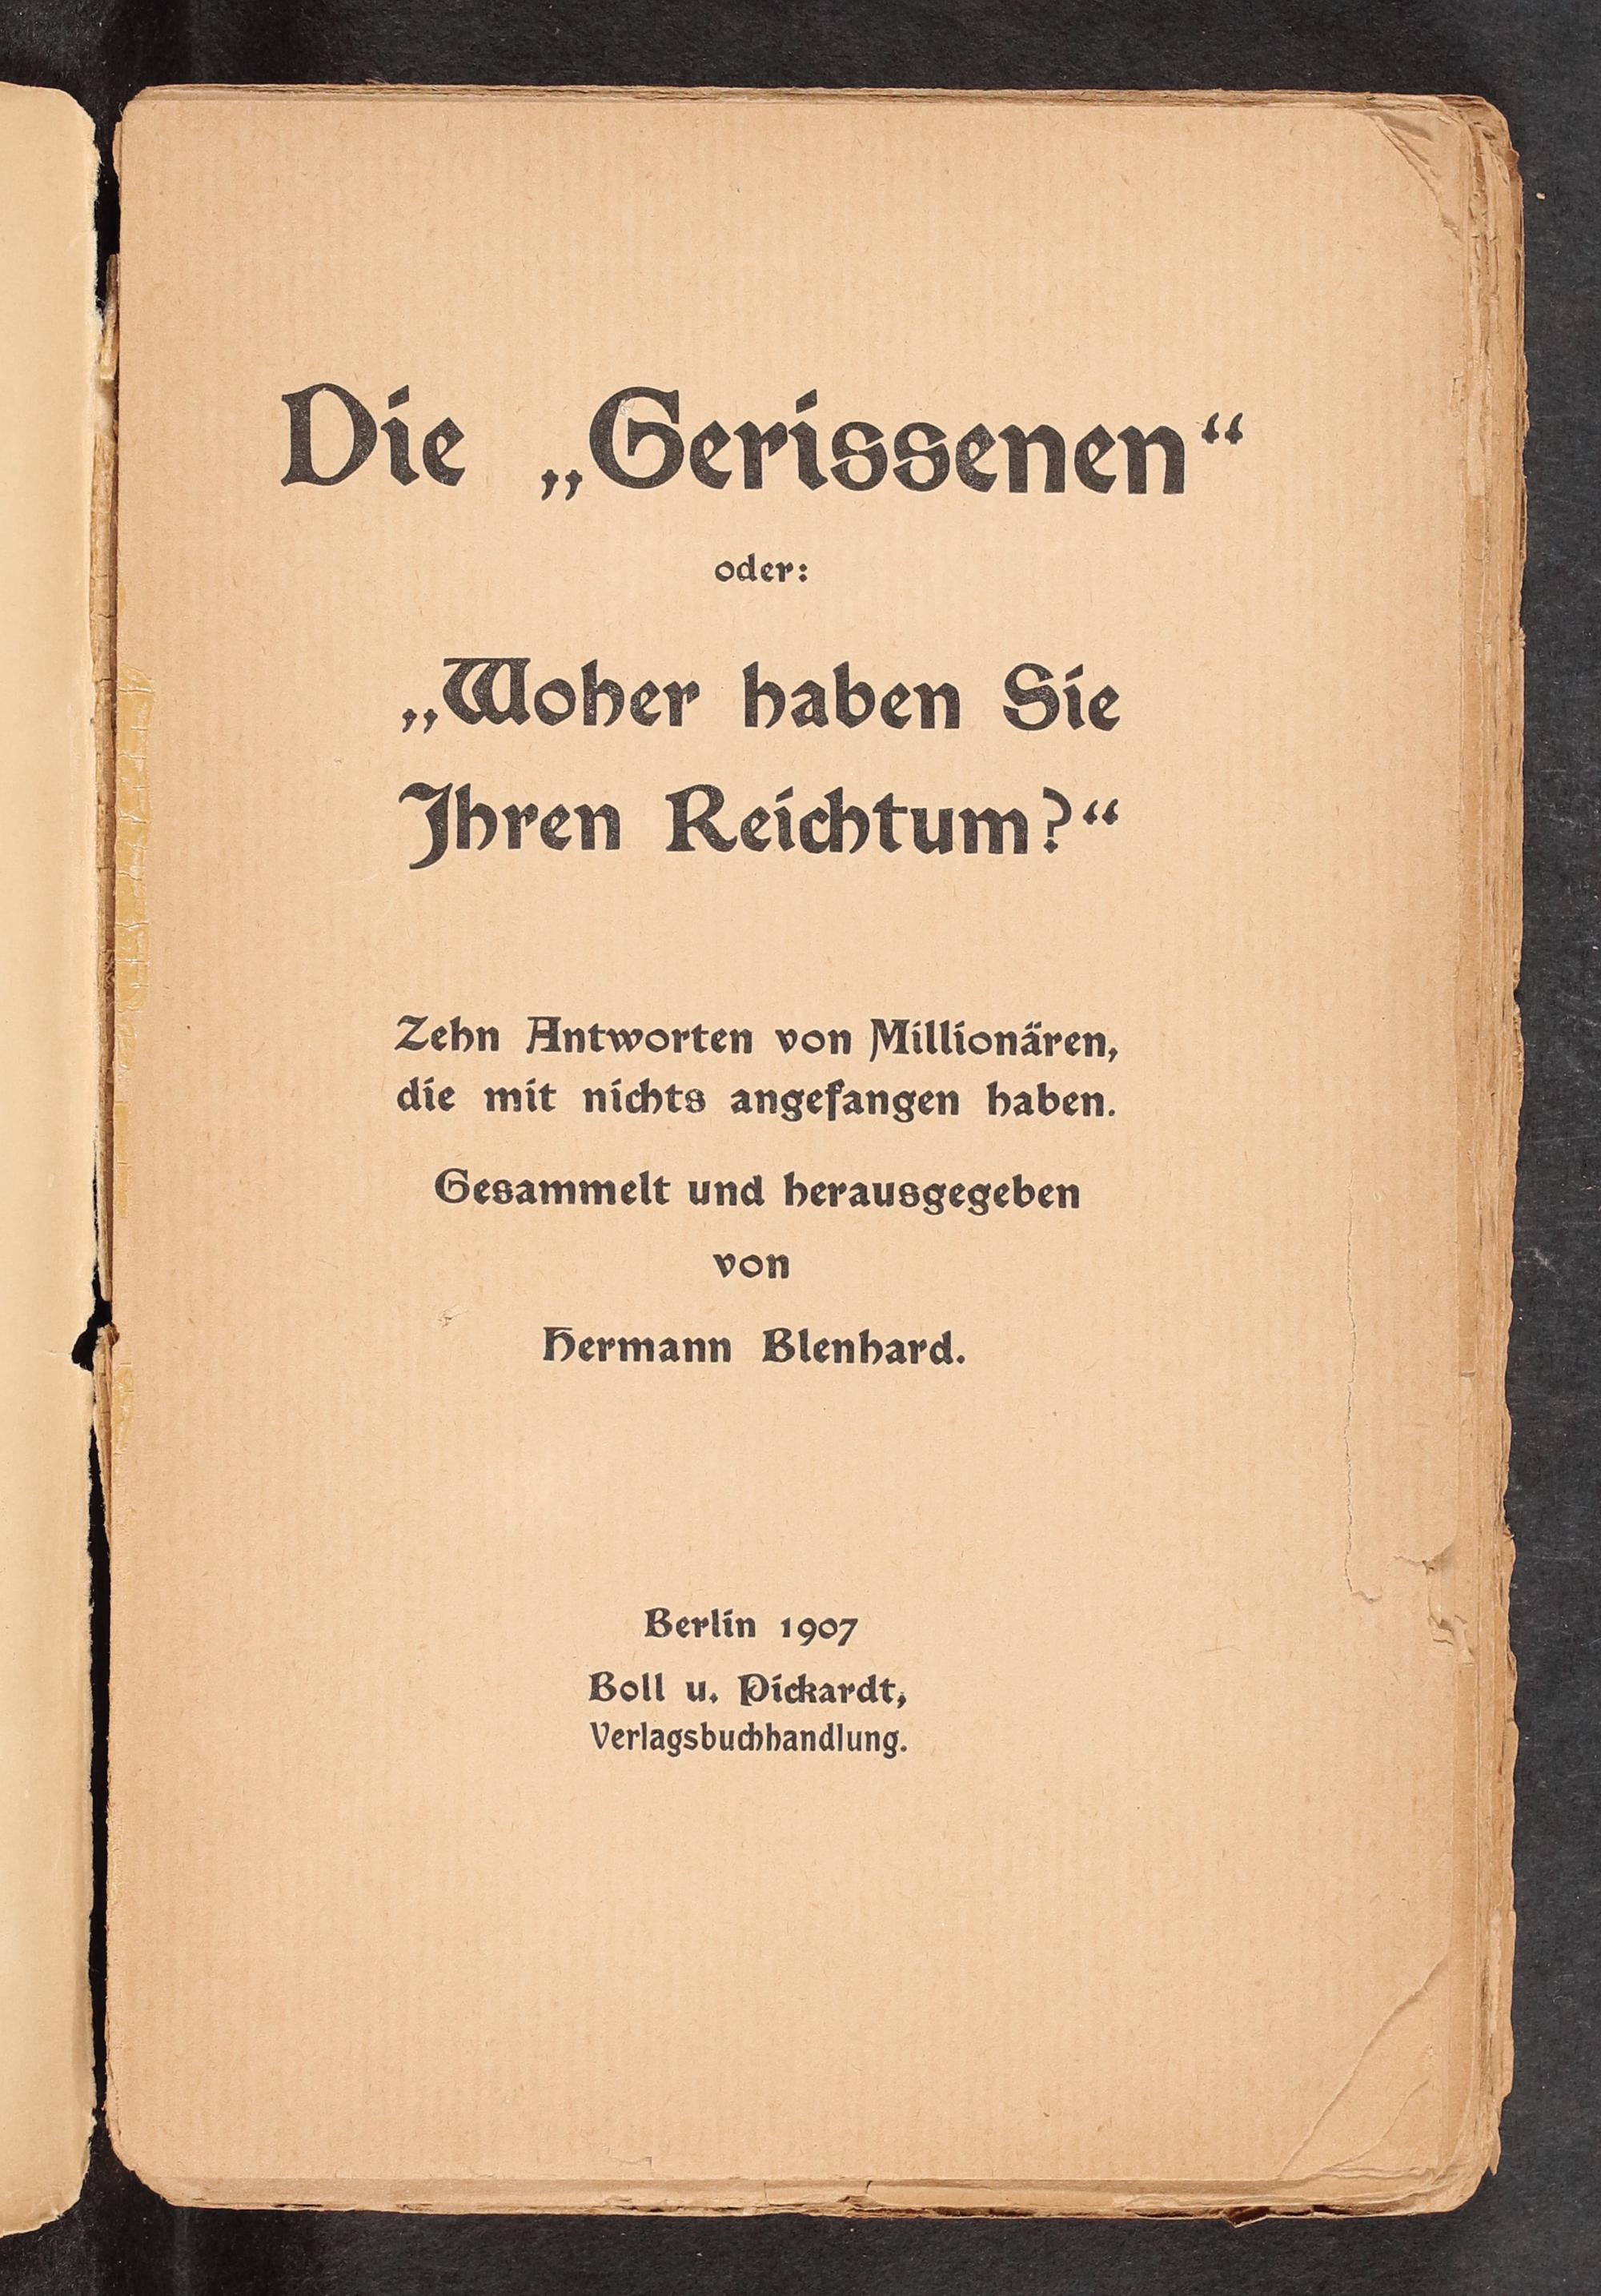 Die „Gerissenen“
oder:
„Woher haben Sie
Ihren Reichtum?“
Zehn Antworten von Millionären,
die mit nichts angefangen haben.
Gesammelt und herausgegeben
von
Hermann Blenhard.
Berlin 1907
Boll u. Pickardt,
Verlagsbuchhandlung.